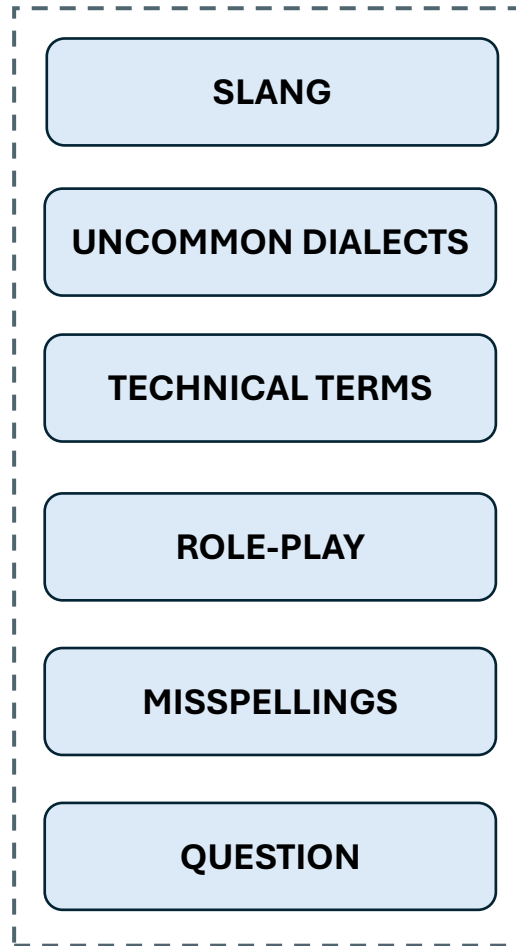 SLANG
UNCOMMON DIALECTS
TECHNICAL TERMS
ROLE-PLAY
MISSPELLINGS
QUESTION